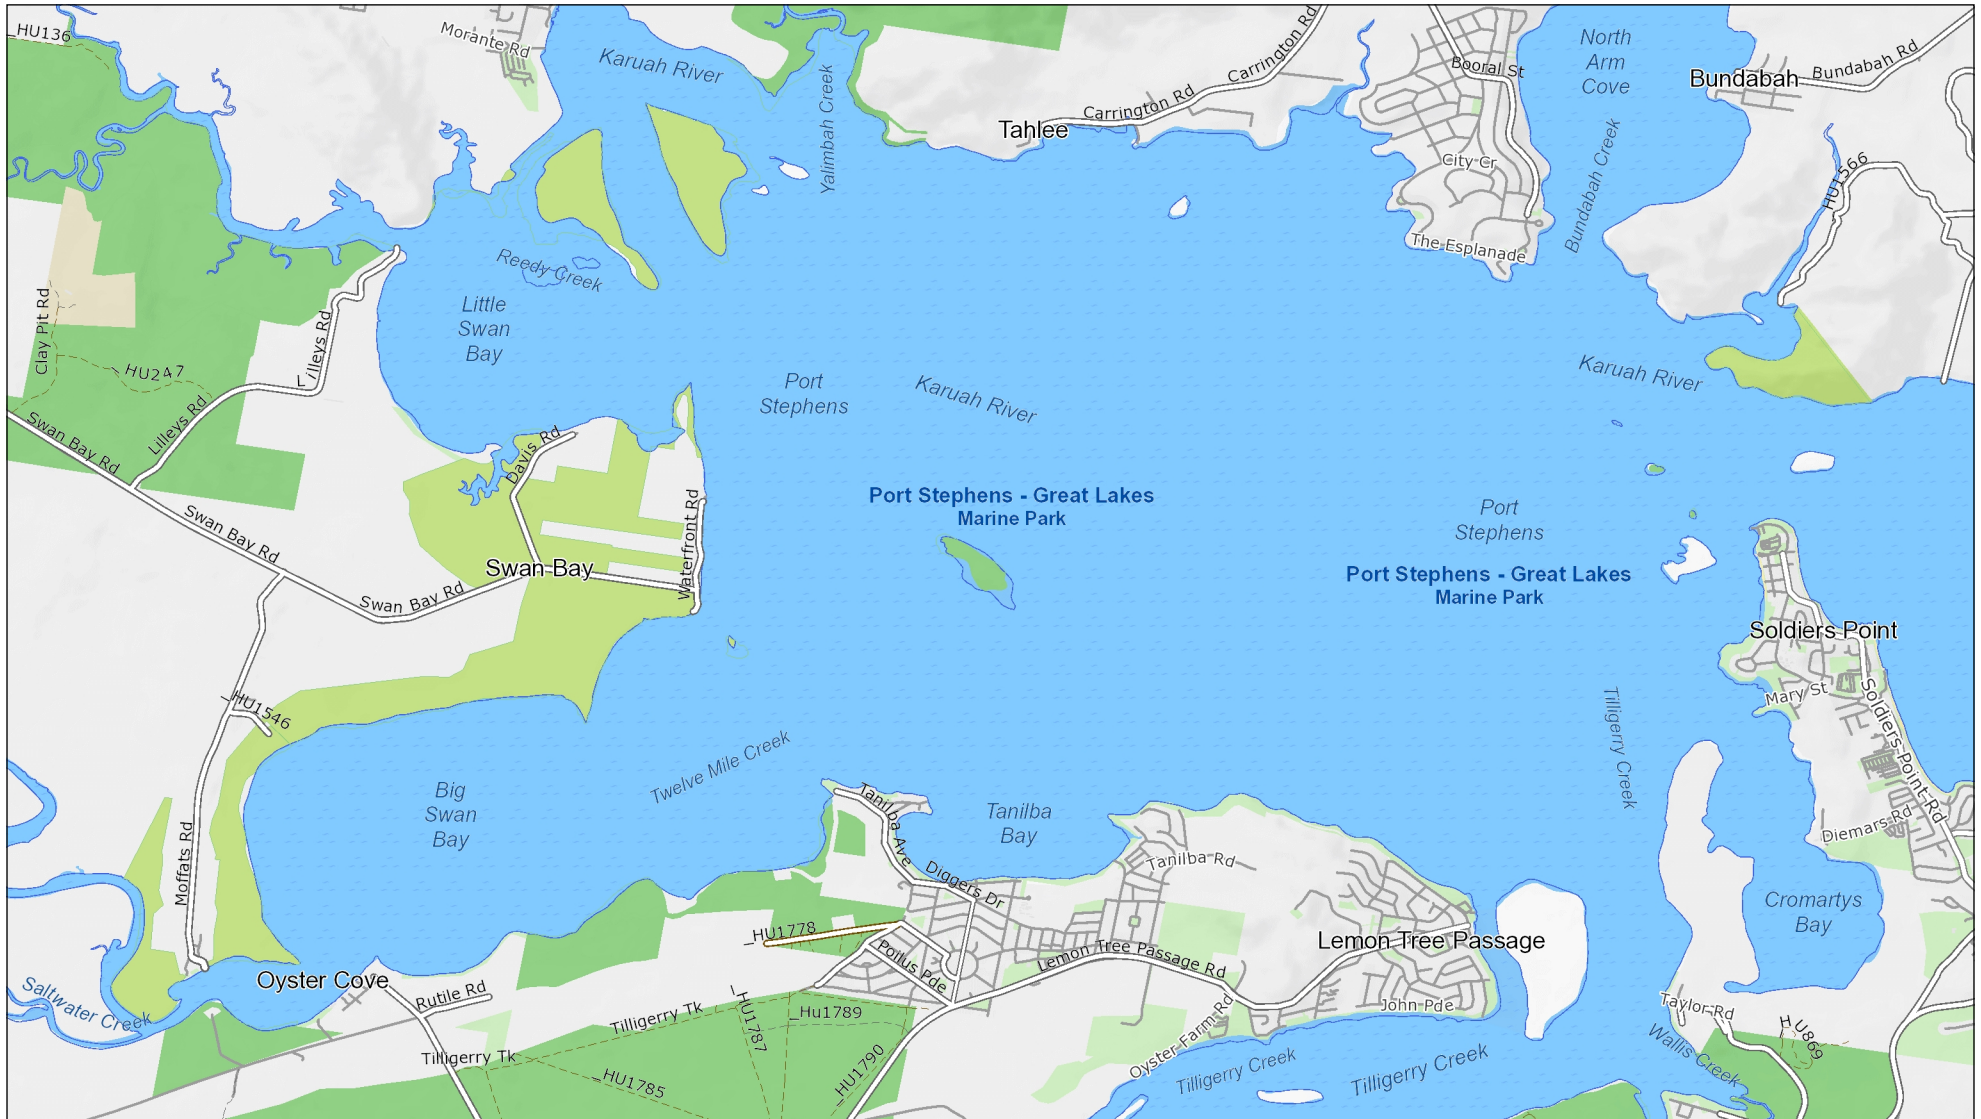 _HU136
Morante Rd
Karuah River
Yalimbah Creek
Carrington Rd
Carrington Rd
Tahlee
Booral St
North
Arm
Cove
Bundabah
Bundabah Rd
City Cr
Bundabah Creek
HU1566
The Esplanade
Reedy Creek
Little
Swan
Bay
Clay Pit Rd
HU247
Lilleys Rd
Lilleys Rd
Port
Stephens
Karuah River
Karuah River
Swan Bay Rd
Davis Rd
Swan Bay Rd
Waterfront Rd
Port Stephens - Great Lakes
Marine Park
Port
Stephens
Swan Bay
Swan Bay Rd
Port Stephens - Great Lakes
Marine Park
Soldiers Point
_HU1546
Mary St
Soldiers Point Rd
Tilligerry Creek
Twelve Mile Creek
Big
Swan
Bay
Tanilba Ave
Tanilba
Bay
Moffats Rd
Diemars Rd
Tanilba Rd
Diggers Dr
Cromartys
Bay
_HU1778
Lemon Tree Passage
Lemon Tree Passage Rd
Pollus Pde
Oyster Cove
Rutile Rd
Saltwater Creek
Tilligerry Tk
_HU1787
_Hu1789
John Pde
Oyster Farm Rd
Taylor Rd
HU869
Wallis Creek
Tilligerry Tk
_HU1785
_HU1790
Tilligerry Creek
Tilligerry Creek